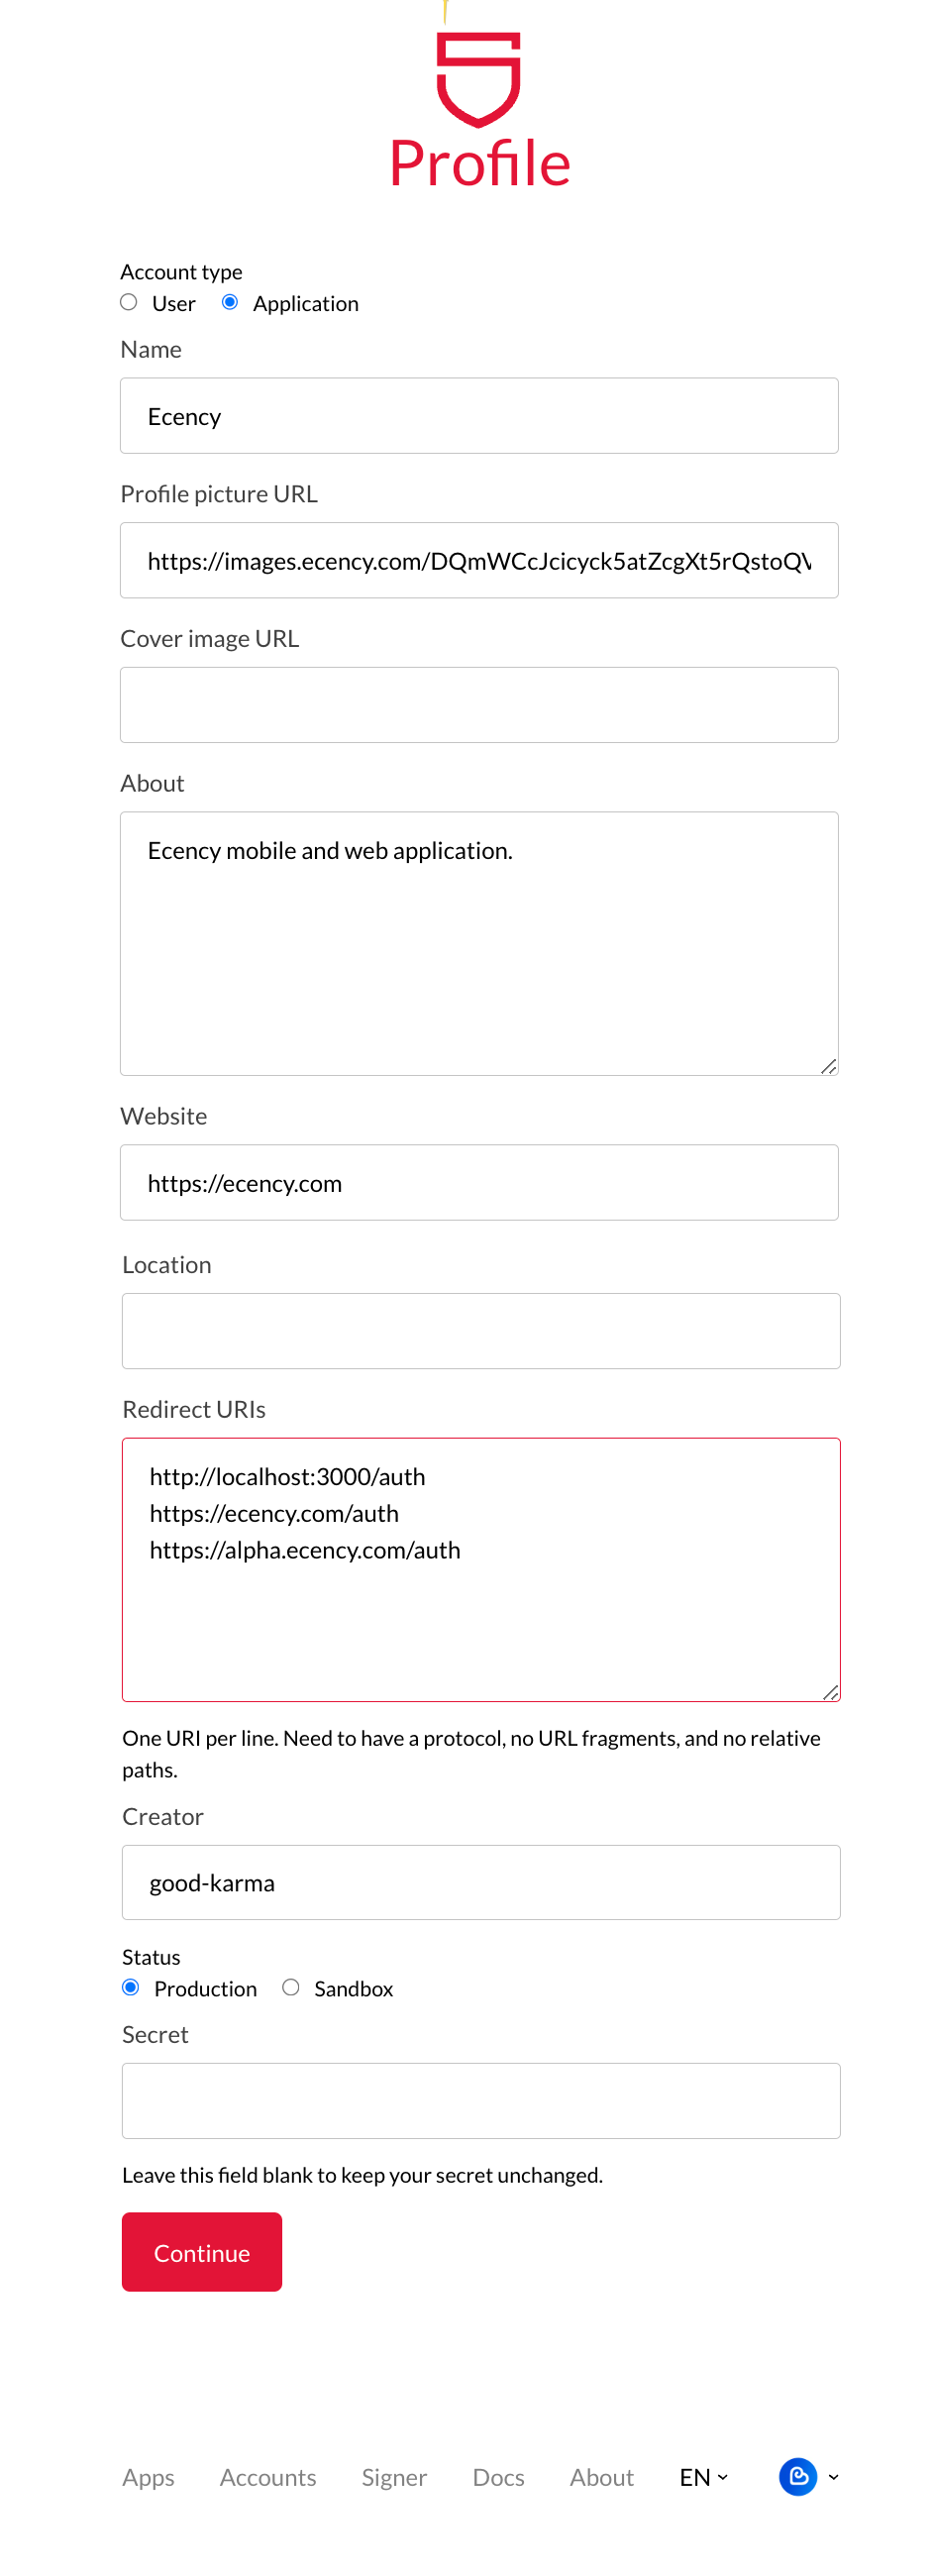 Profile
Account type
User Application
Name
Ecency
Profile picture URL
https://images.ecency.com/DQmWCcJcicyck5atZcgXt5rQstoQV
Cover image URL
About
Ecency mobile and web application.
Website
https://ecency.com
Location
Redirect URIs
http://localhost:3000/auth
https://ecency.com/auth
https://alpha.ecency.com/auth
One URI per line. Need to have a protocol, no URL fragments, and no relative
paths.
Creator
good-karma
Status
Production Sandbox
Secret
Leave this field blank to keep your secret unchanged.
Continue
Apps Accounts Signer Docs About EN